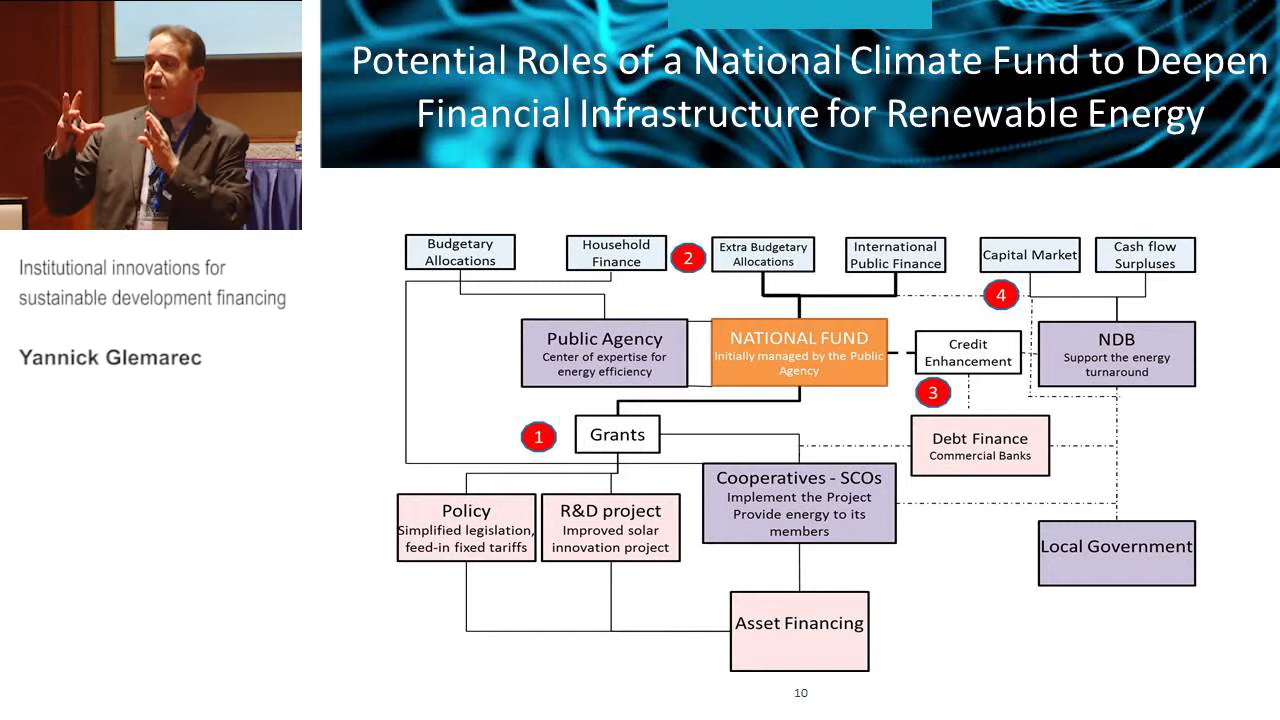 Potential Roles of a National Climate Fund to Deepen
Financial Infrastructure for Renewable Energy
Institutional innovations for
sustainable development financing
Yannick Glemarec
Budgetary
Allocations
Household
Finance
2
Extra Budgetary
Allocations
International
Public Finance
Capital Market
Cash flow
Surpluses
4
Public Agency
Center of expertise for
energy efficiency
NATIONAL FUND
Initially managed by the Public
Agency
Credit
Enhancement
NDB
Support the energy
turnaround
3
1
Grants
Debt Finance
Commercial Banks
Policy
Simplified legislation,
feed-in fixed tariffs
R&D project
Improved solar
innovation project
Cooperatives - SCOs
Implement the Project
Provide energy to its
members
Local Government
Asset Financing
10